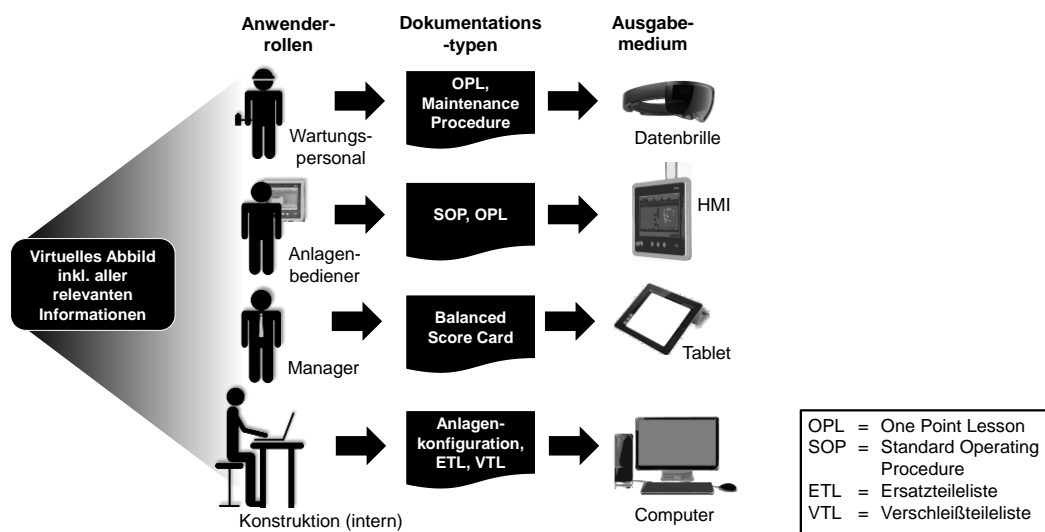 Anwender-
rollen
Dokumentations
-typen
Ausgabe-
medium
OPL,
Maintenance
Procedure
Wartungs-
personal
Datenbrille
SOP, OPL
HMI
Anlagen-
bediener
Virtuelles Abbild
inkl. aller
relevanten
Informationen
Balanced
Score Card
Manager
Tablet
Anlagen-
konfiguration,
ETL, VTL
Konstruktion (intern)
Computer
OPL = One Point Lesson
SOP = Standard Operating
Procedure
ETL = Ersatzteileliste
VTL = Verschleißteileliste